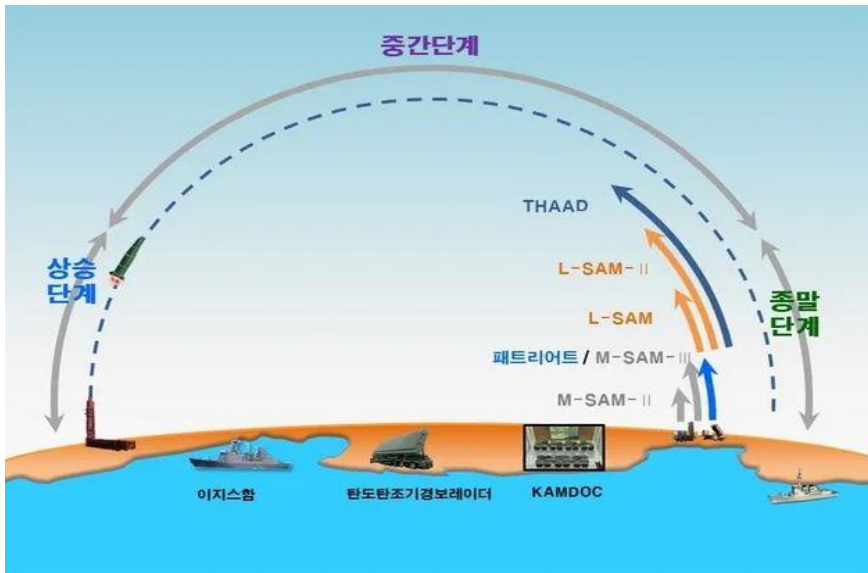 중간단계
THAAD
상승
단계
L-SAM-Ⅱ
종말
단계
L-SAM
패트리어트 / M-SAM-Ⅲ
M-SAM-Ⅱ
이지스함
탄도탄조기경보레이더
KAMDOC